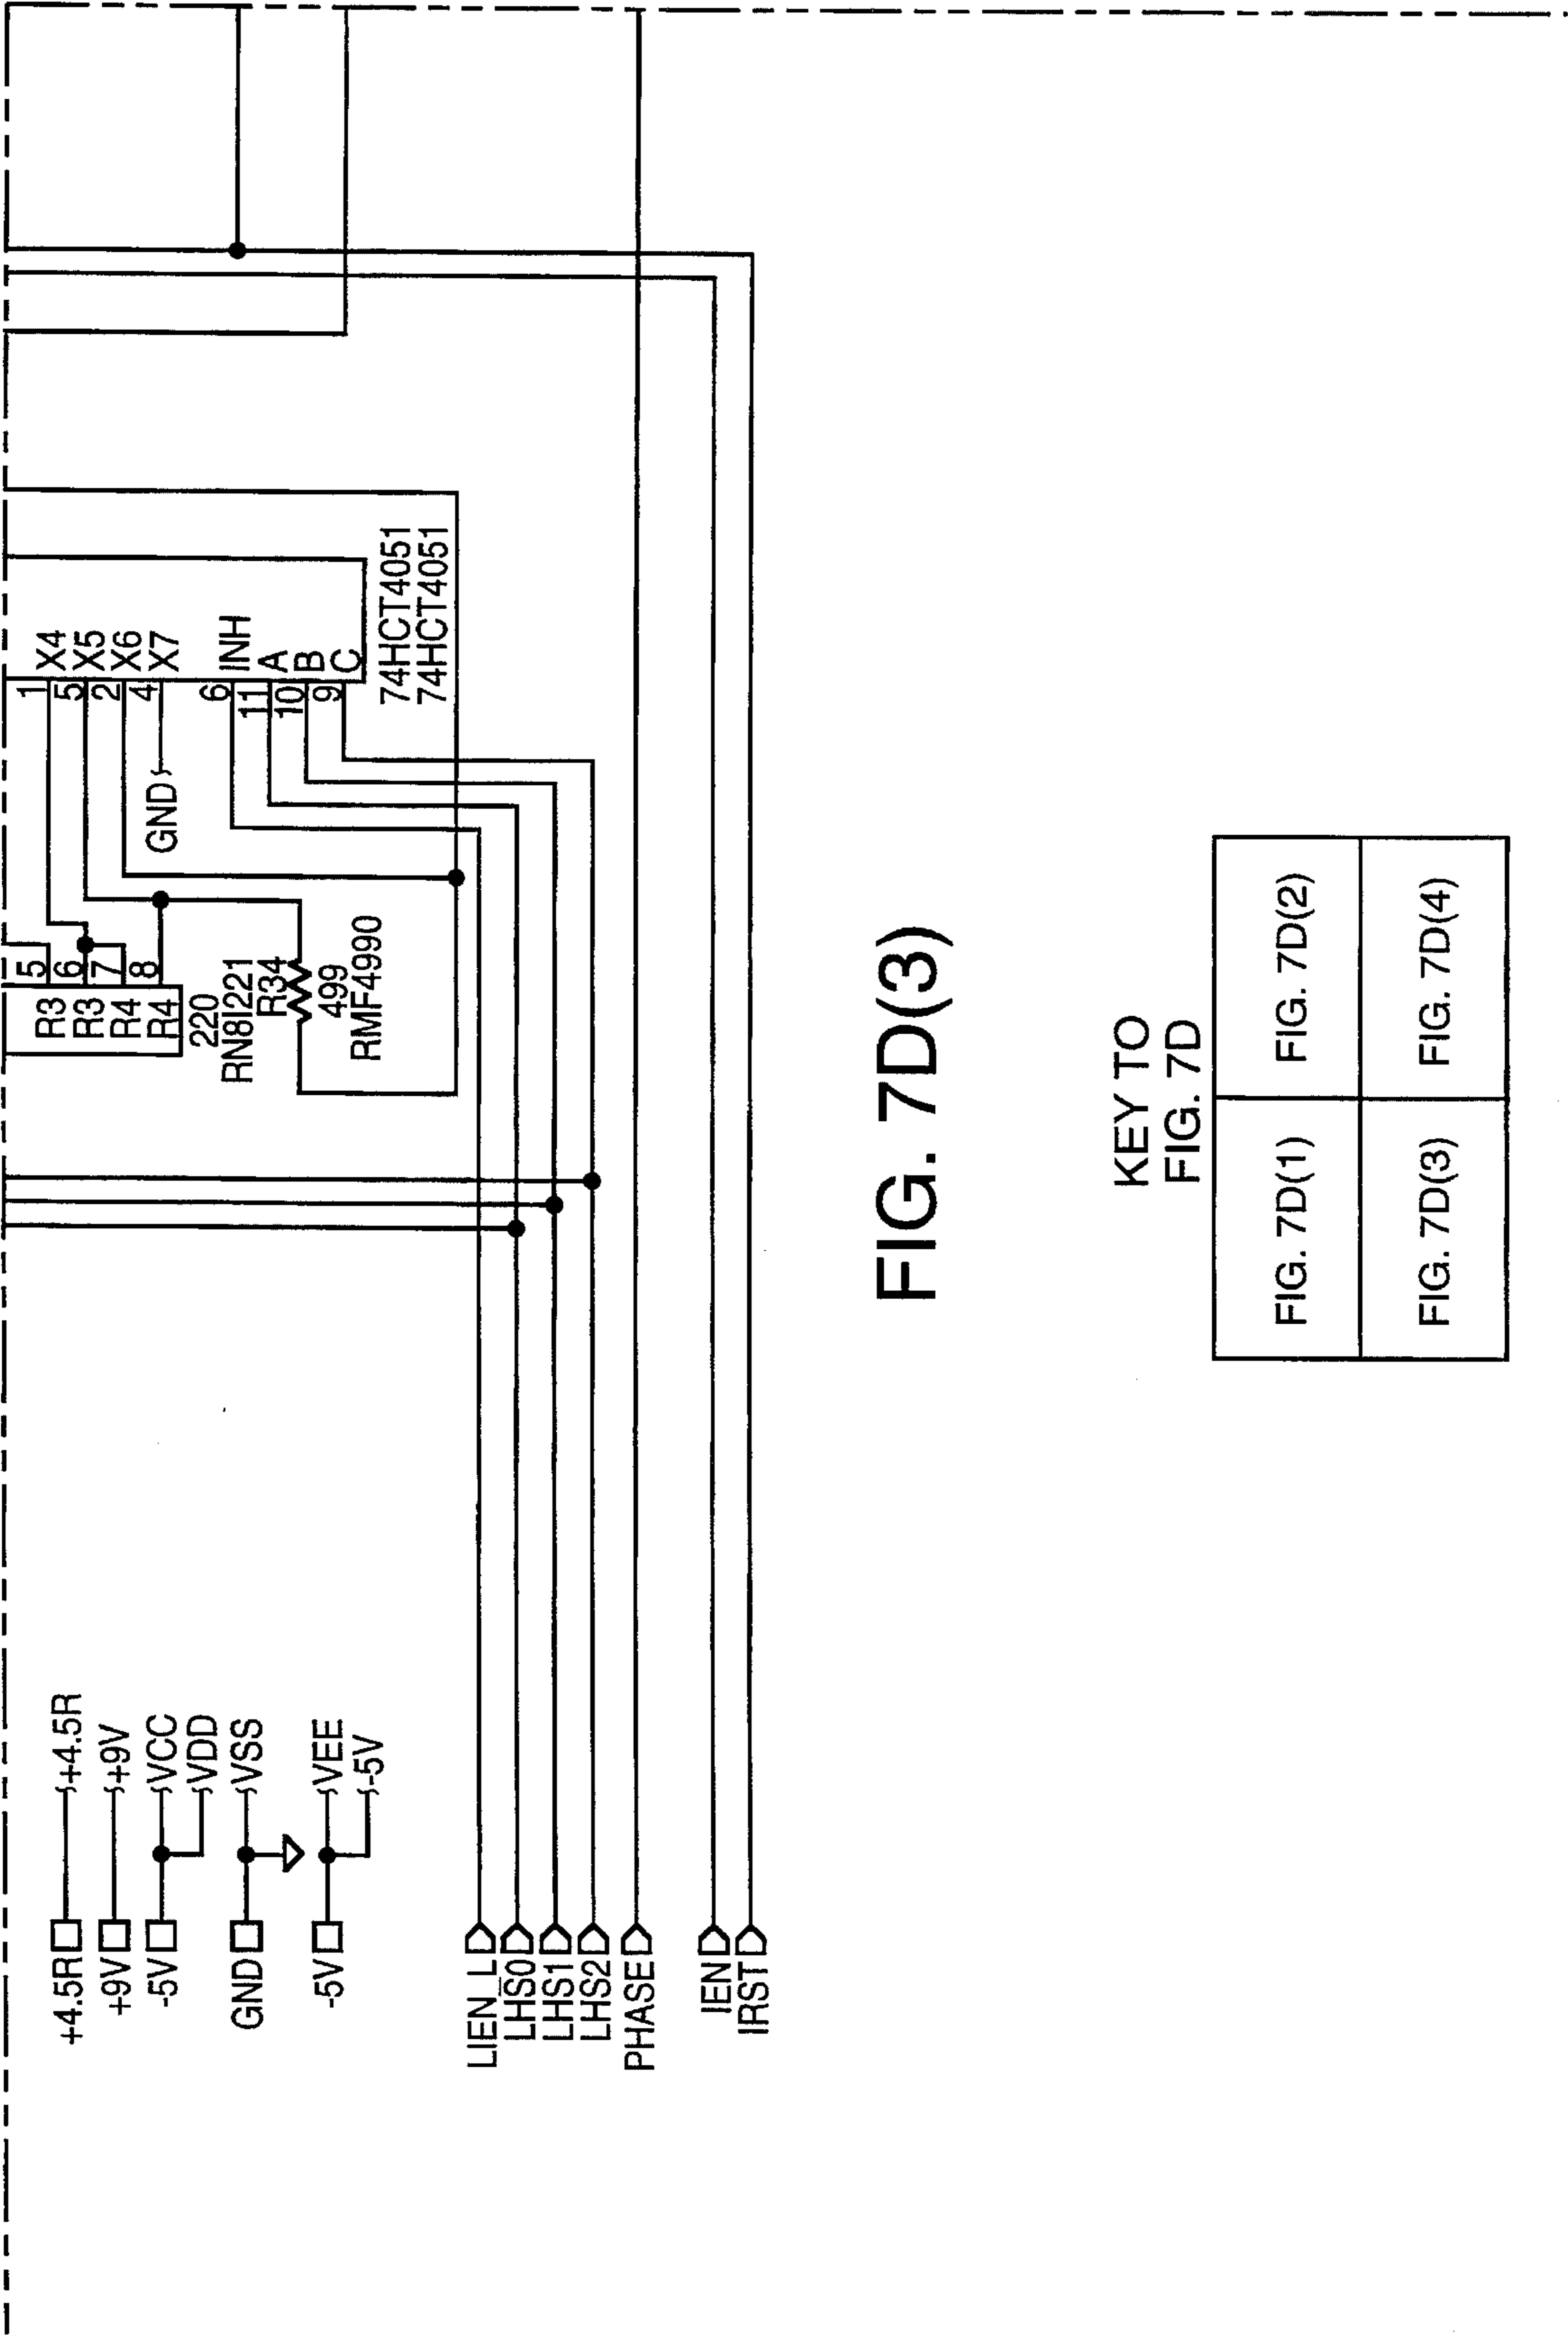 +4.5R +4.5R
+9V +9V
-5V VCC
VDD
GND VSS
-5V VEE
-5V
R3 5
R3 6
R4 7
R4 8
220
RN8I221
R34
499
RMF4990
1 X4
5 X5
2 X6
GND 4 X7
6 INH
11 A
10 B
9 C
74HCT4051
74HCT4051
LIEN_L
LHS0
LHS1
LHS2
PHASE
IEN
IRST
FIG. 7D(3)
KEY TO
FIG. 7D
FIG. 7D(1) FIG. 7D(2)
FIG. 7D(3) FIG. 7D(4)